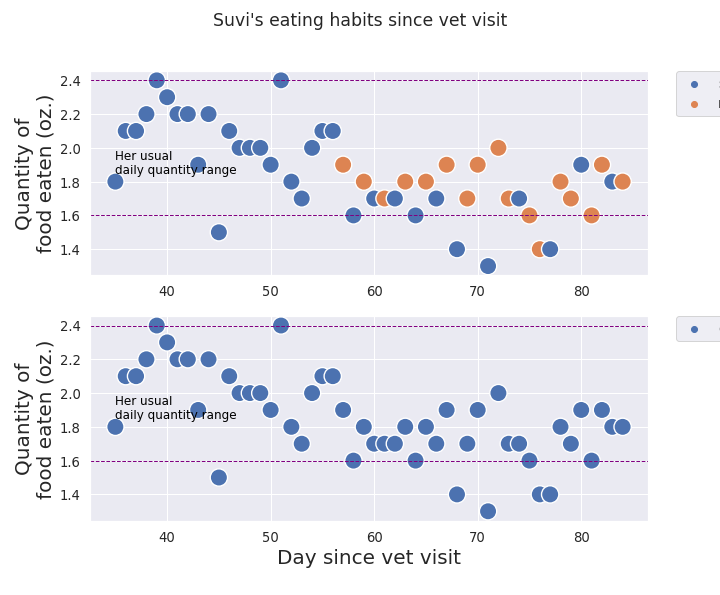 Suvi's eating habits since vet visit
Quantity of
food eaten (oz.)
2.4
2.2
2.0
1.8
1.6
1.4
Her usual
daily quantity range
40
50
60
70
80
Quantity of
food eaten (oz.)
2.4
2.2
2.0
1.8
1.6
1.4
Her usual
daily quantity range
40
50
60
70
80
Day since vet visit